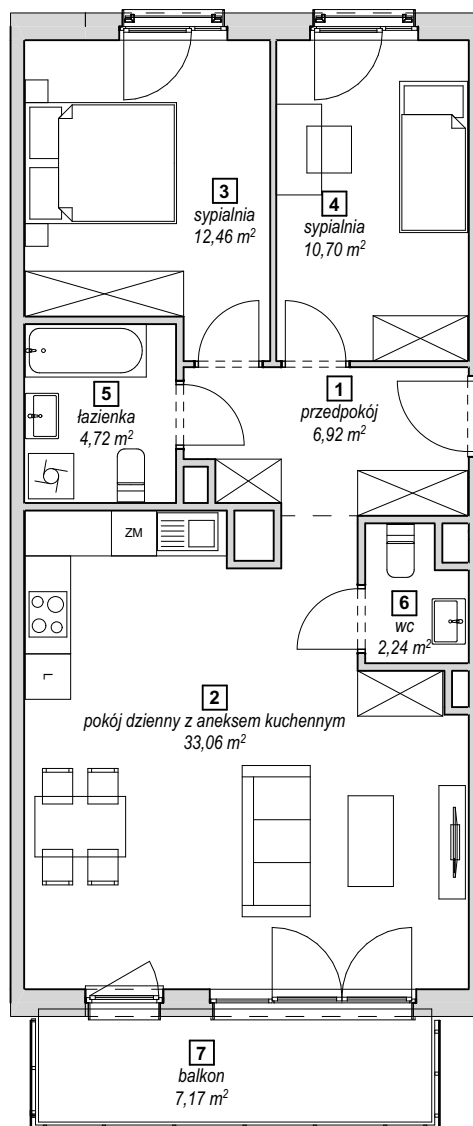 3
sypialnia
12,46 m²
4
sypialnia
10,70 m²
5
łazienka
4,72 m²
1
przedpokój
6,92 m²
ZM
6
wc
2,24 m²
L
2
pokój dzienny z aneksem kuchennym
33,06 m²
7
balkon
7,17 m²